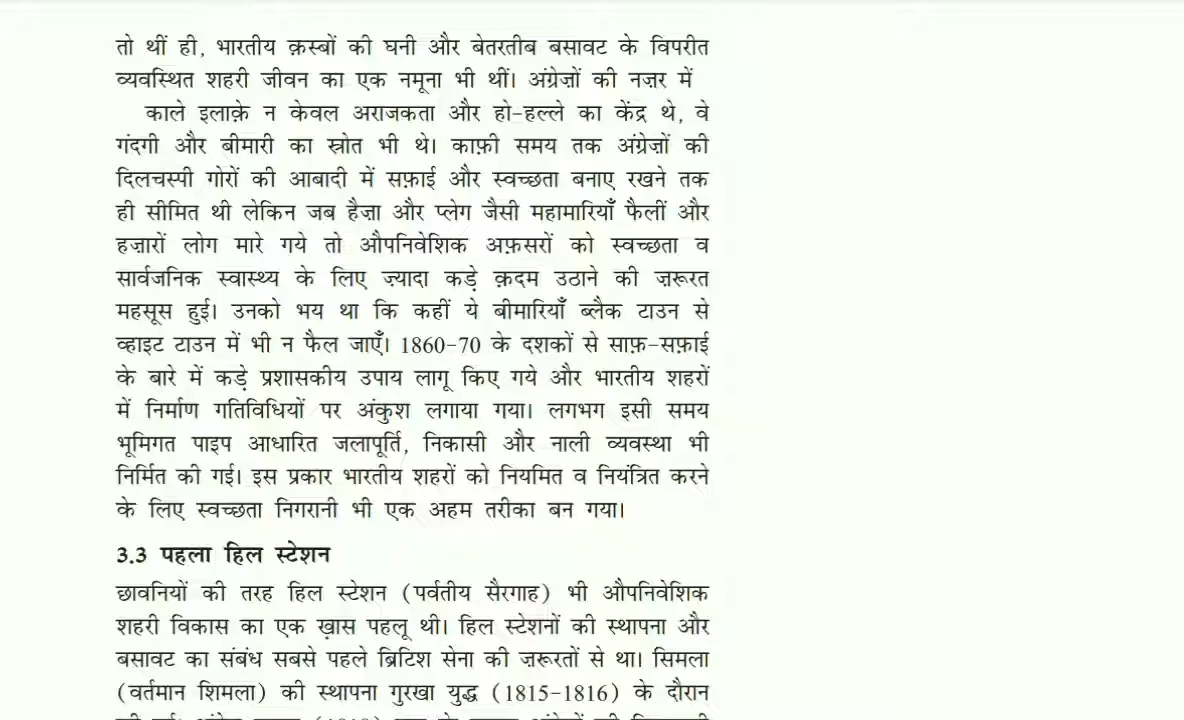 तो थीं ही, भारतीय क़स्बों की घनी और बेतरतीब बसावट के विपरीत
व्यवस्थित शहरी जीवन का एक नमूना भी थीं। अंग्रेज़ों की नज़र में
काले इलाक़े न केवल अराजकता और हो-हल्ले का केंद्र थे, वे
गंदगी और बीमारी का स्रोत भी थे। काफ़ी समय तक अंग्रेज़ों की
दिलचस्पी गोरों की आबादी में सफ़ाई और स्वच्छता बनाए रखने तक
ही सीमित थी लेकिन जब हैज़ा और प्लेग जैसी महामारियाँ फैलीं और
हज़ारों लोग मारे गये तो औपनिवेशिक अफ़सरों को स्वच्छता व
सार्वजनिक स्वास्थ्य के लिए ज़्यादा कड़े क़दम उठाने की ज़रूरत
महसूस हुई। उनको भय था कि कहीं ये बीमारियाँ ब्लैक टाउन से
व्हाइट टाउन में भी न फैल जाएँ। 1860-70 के दशकों से साफ़-सफ़ाई
के बारे में कड़े प्रशासकीय उपाय लागू किए गये और भारतीय शहरों
में निर्माण गतिविधियों पर अंकुश लगाया गया। लगभग इसी समय
भूमिगत पाइप आधारित जलापूर्ति, निकासी और नाली व्यवस्था भी
निर्मित की गई। इस प्रकार भारतीय शहरों को नियमित व नियंत्रित करने
के लिए स्वच्छता निगरानी भी एक अहम तरीका बन गया।
3.3 पहला हिल स्टेशन
छावनियों की तरह हिल स्टेशन (पर्वतीय सैरगाह) भी औपनिवेशिक
शहरी विकास का एक ख़ास पहलू थी। हिल स्टेशनों की स्थापना और
बसावट का संबंध सबसे पहले ब्रिटिश सेना की ज़रूरतों से था। सिमला
(वर्तमान शिमला) की स्थापना गुरखा युद्ध (1815-1816) के दौरान